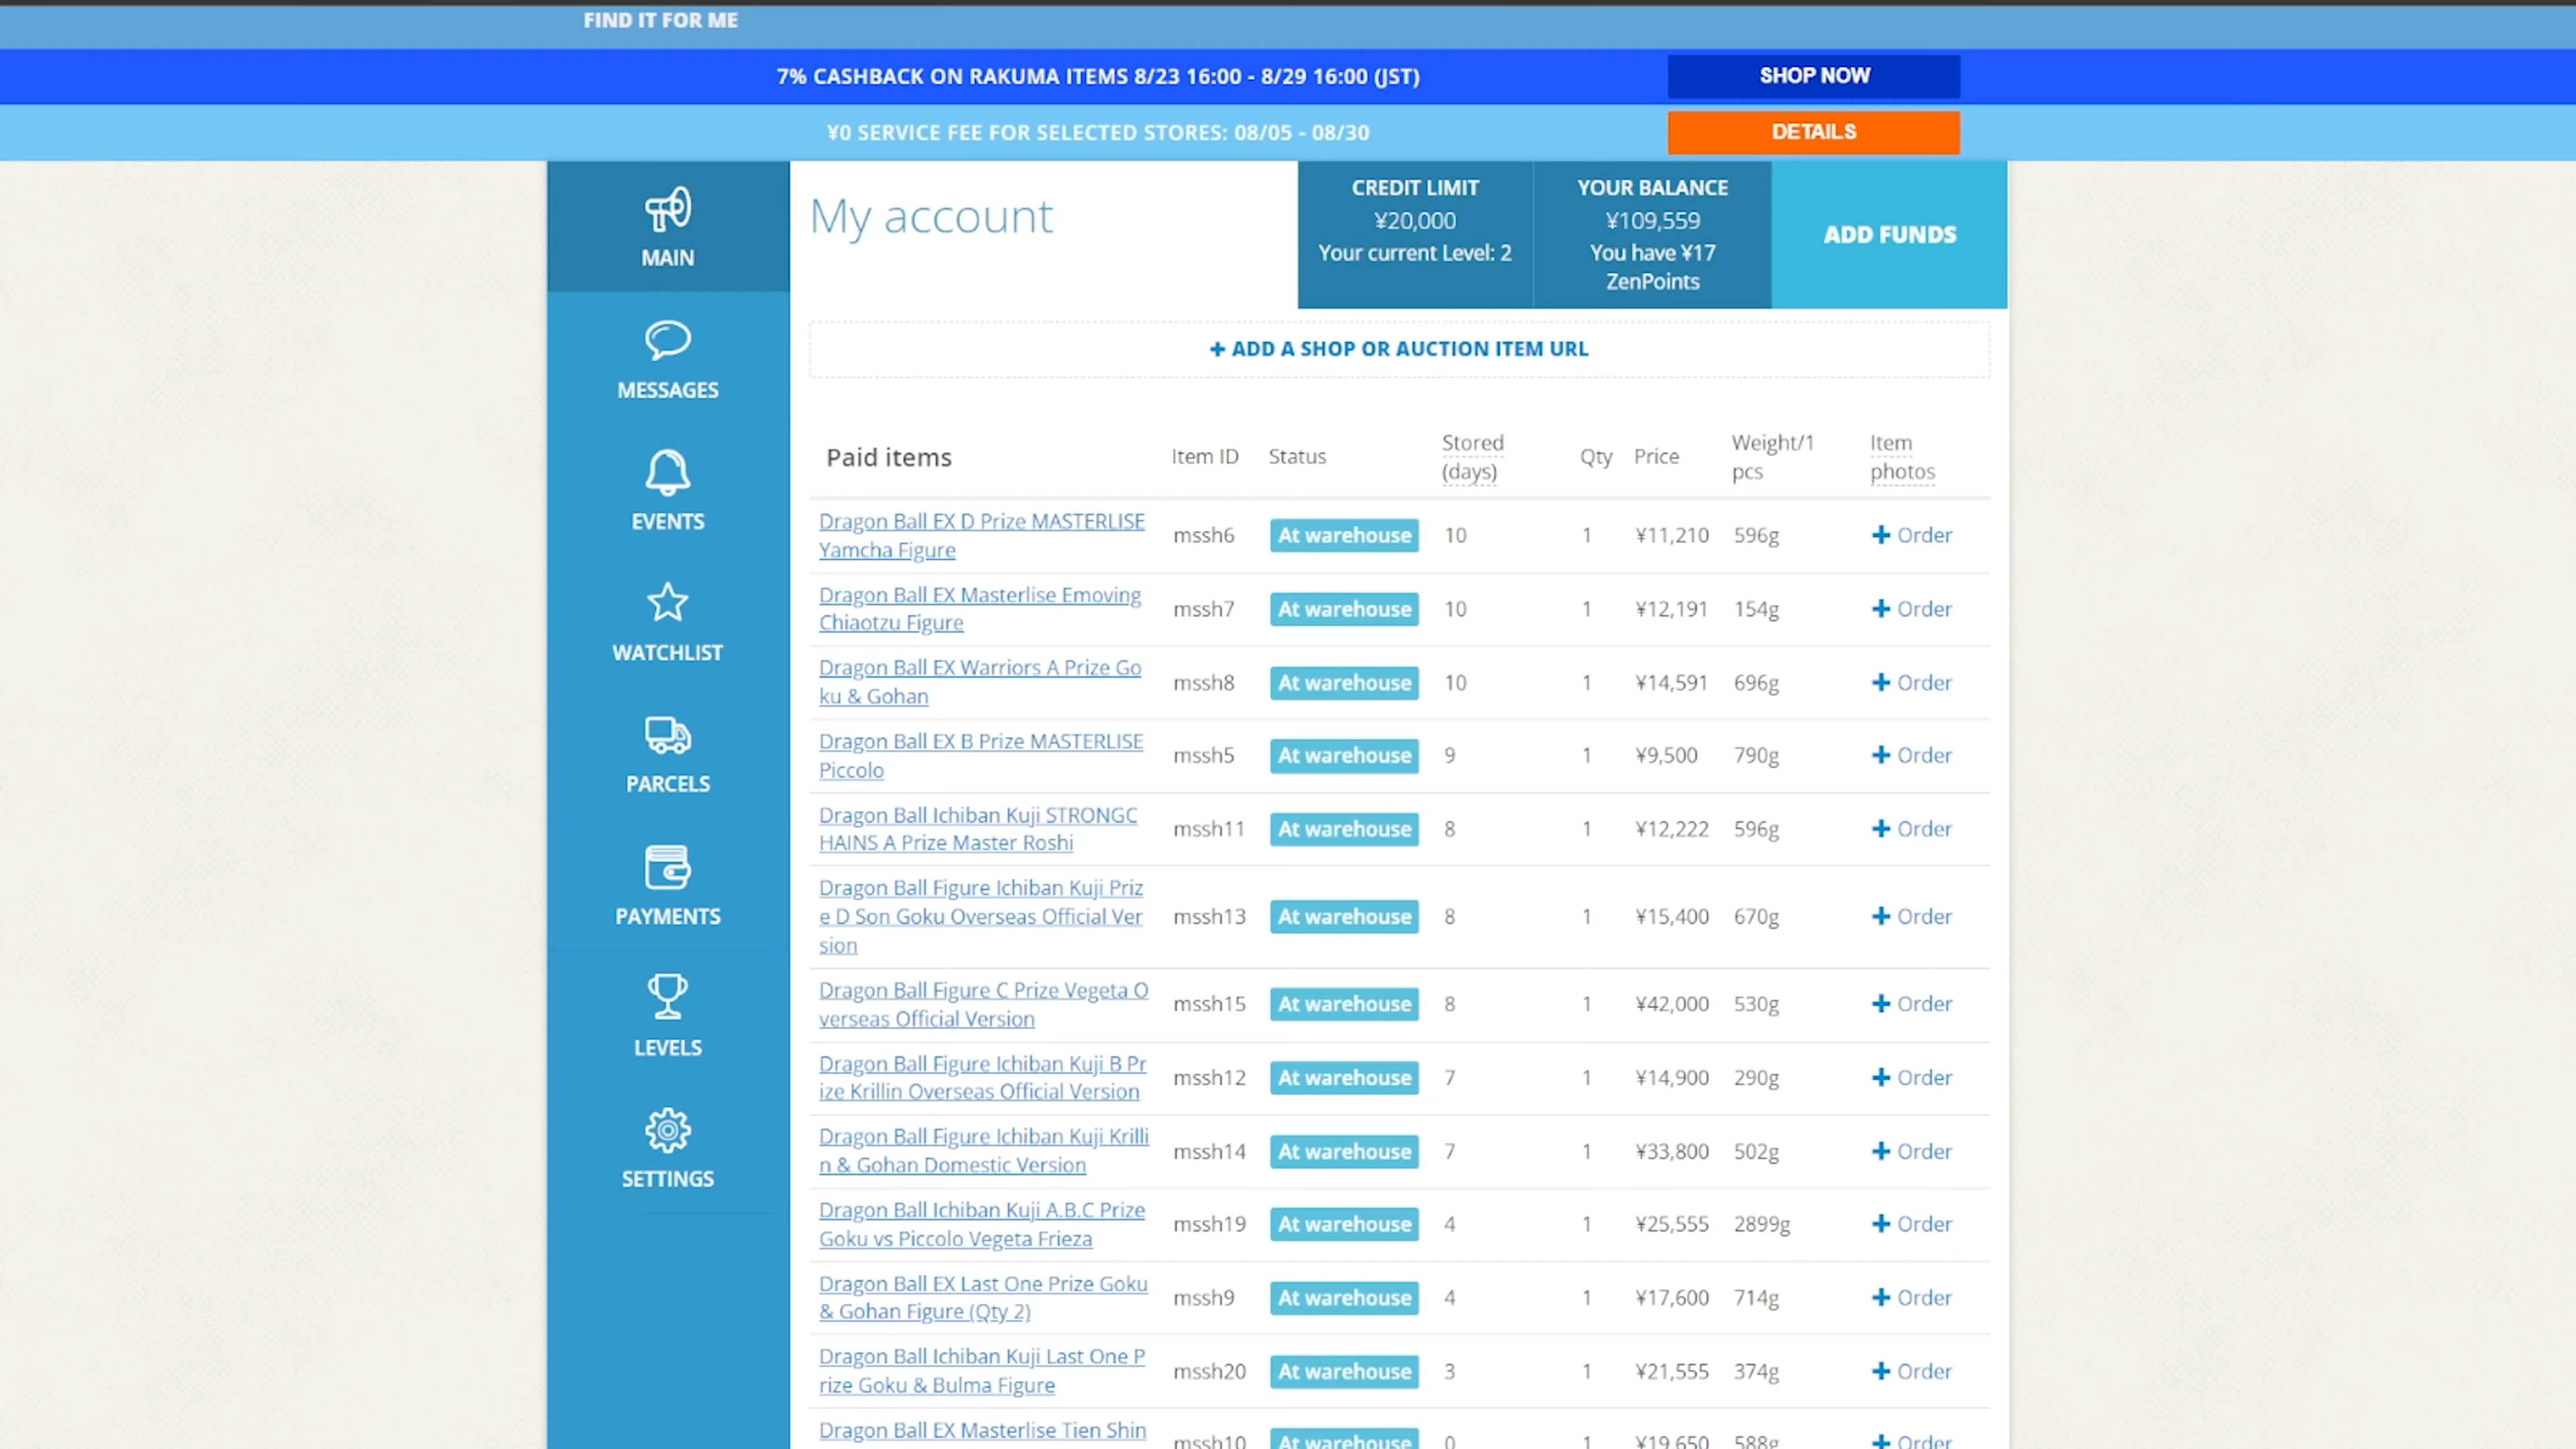 FIND IT FOR ME
7% CASHBACK ON RAKUMA ITEMS 8/23 16:00 - 8/29 16:00 (JST)
SHOP NOW
¥0 SERVICE FEE FOR SELECTED STORES: 08/05 - 08/30
DETAILS
MAIN
MESSAGES
EVENTS
WATCHLIST
PARCELS
PAYMENTS
LEVELS
SETTINGS
My account
CREDIT LIMIT
¥20,000
Your current Level: 2
YOUR BALANCE
¥109,559
You have ¥17
ZenPoints
ADD FUNDS
+ ADD A SHOP OR AUCTION ITEM URL
Paid items Item ID Status Stored (days) Qty Price Weight/1 pcs Item photos
Dragon Ball EX D Prize MASTERLISE
Yamcha Figure
mssh6 At warehouse 10 1 ¥11,210 596g + Order
Dragon Ball EX Masterlise Emoving
Chiaotzu Figure
mssh7 At warehouse 10 1 ¥12,191 154g + Order
Dragon Ball EX Warriors A Prize Go
ku & Gohan
mssh8 At warehouse 10 1 ¥14,591 696g + Order
Dragon Ball EX B Prize MASTERLISE
Piccolo
mssh5 At warehouse 9 1 ¥9,500 790g + Order
Dragon Ball Ichiban Kuji STRONGC
HAINS A Prize Master Roshi
mssh11 At warehouse 8 1 ¥12,222 596g + Order
Dragon Ball Figure Ichiban Kuji Priz
e D Son Goku Overseas Official Ver
sion
mssh13 At warehouse 8 1 ¥15,400 670g + Order
Dragon Ball Figure C Prize Vegeta O
verseas Official Version
mssh15 At warehouse 8 1 ¥42,000 530g + Order
Dragon Ball Figure Ichiban Kuji B Pr
ize Krillin Overseas Official Version
mssh12 At warehouse 7 1 ¥14,900 290g + Order
Dragon Ball Figure Ichiban Kuji Krilli
n & Gohan Domestic Version
mssh14 At warehouse 7 1 ¥33,800 502g + Order
Dragon Ball Ichiban Kuji A.B.C Prize
Goku vs Piccolo Vegeta Frieza
mssh19 At warehouse 4 1 ¥25,555 2899g + Order
Dragon Ball EX Last One Prize Goku
& Gohan Figure (Qty 2)
mssh9 At warehouse 4 1 ¥17,600 714g + Order
Dragon Ball Ichiban Kuji Last One P
rize Goku & Bulma Figure
mssh20 At warehouse 3 1 ¥21,555 374g + Order
Dragon Ball EX Masterlise Tien Shin
mssh10 At warehouse 0 1 ¥19,650 588g + Order